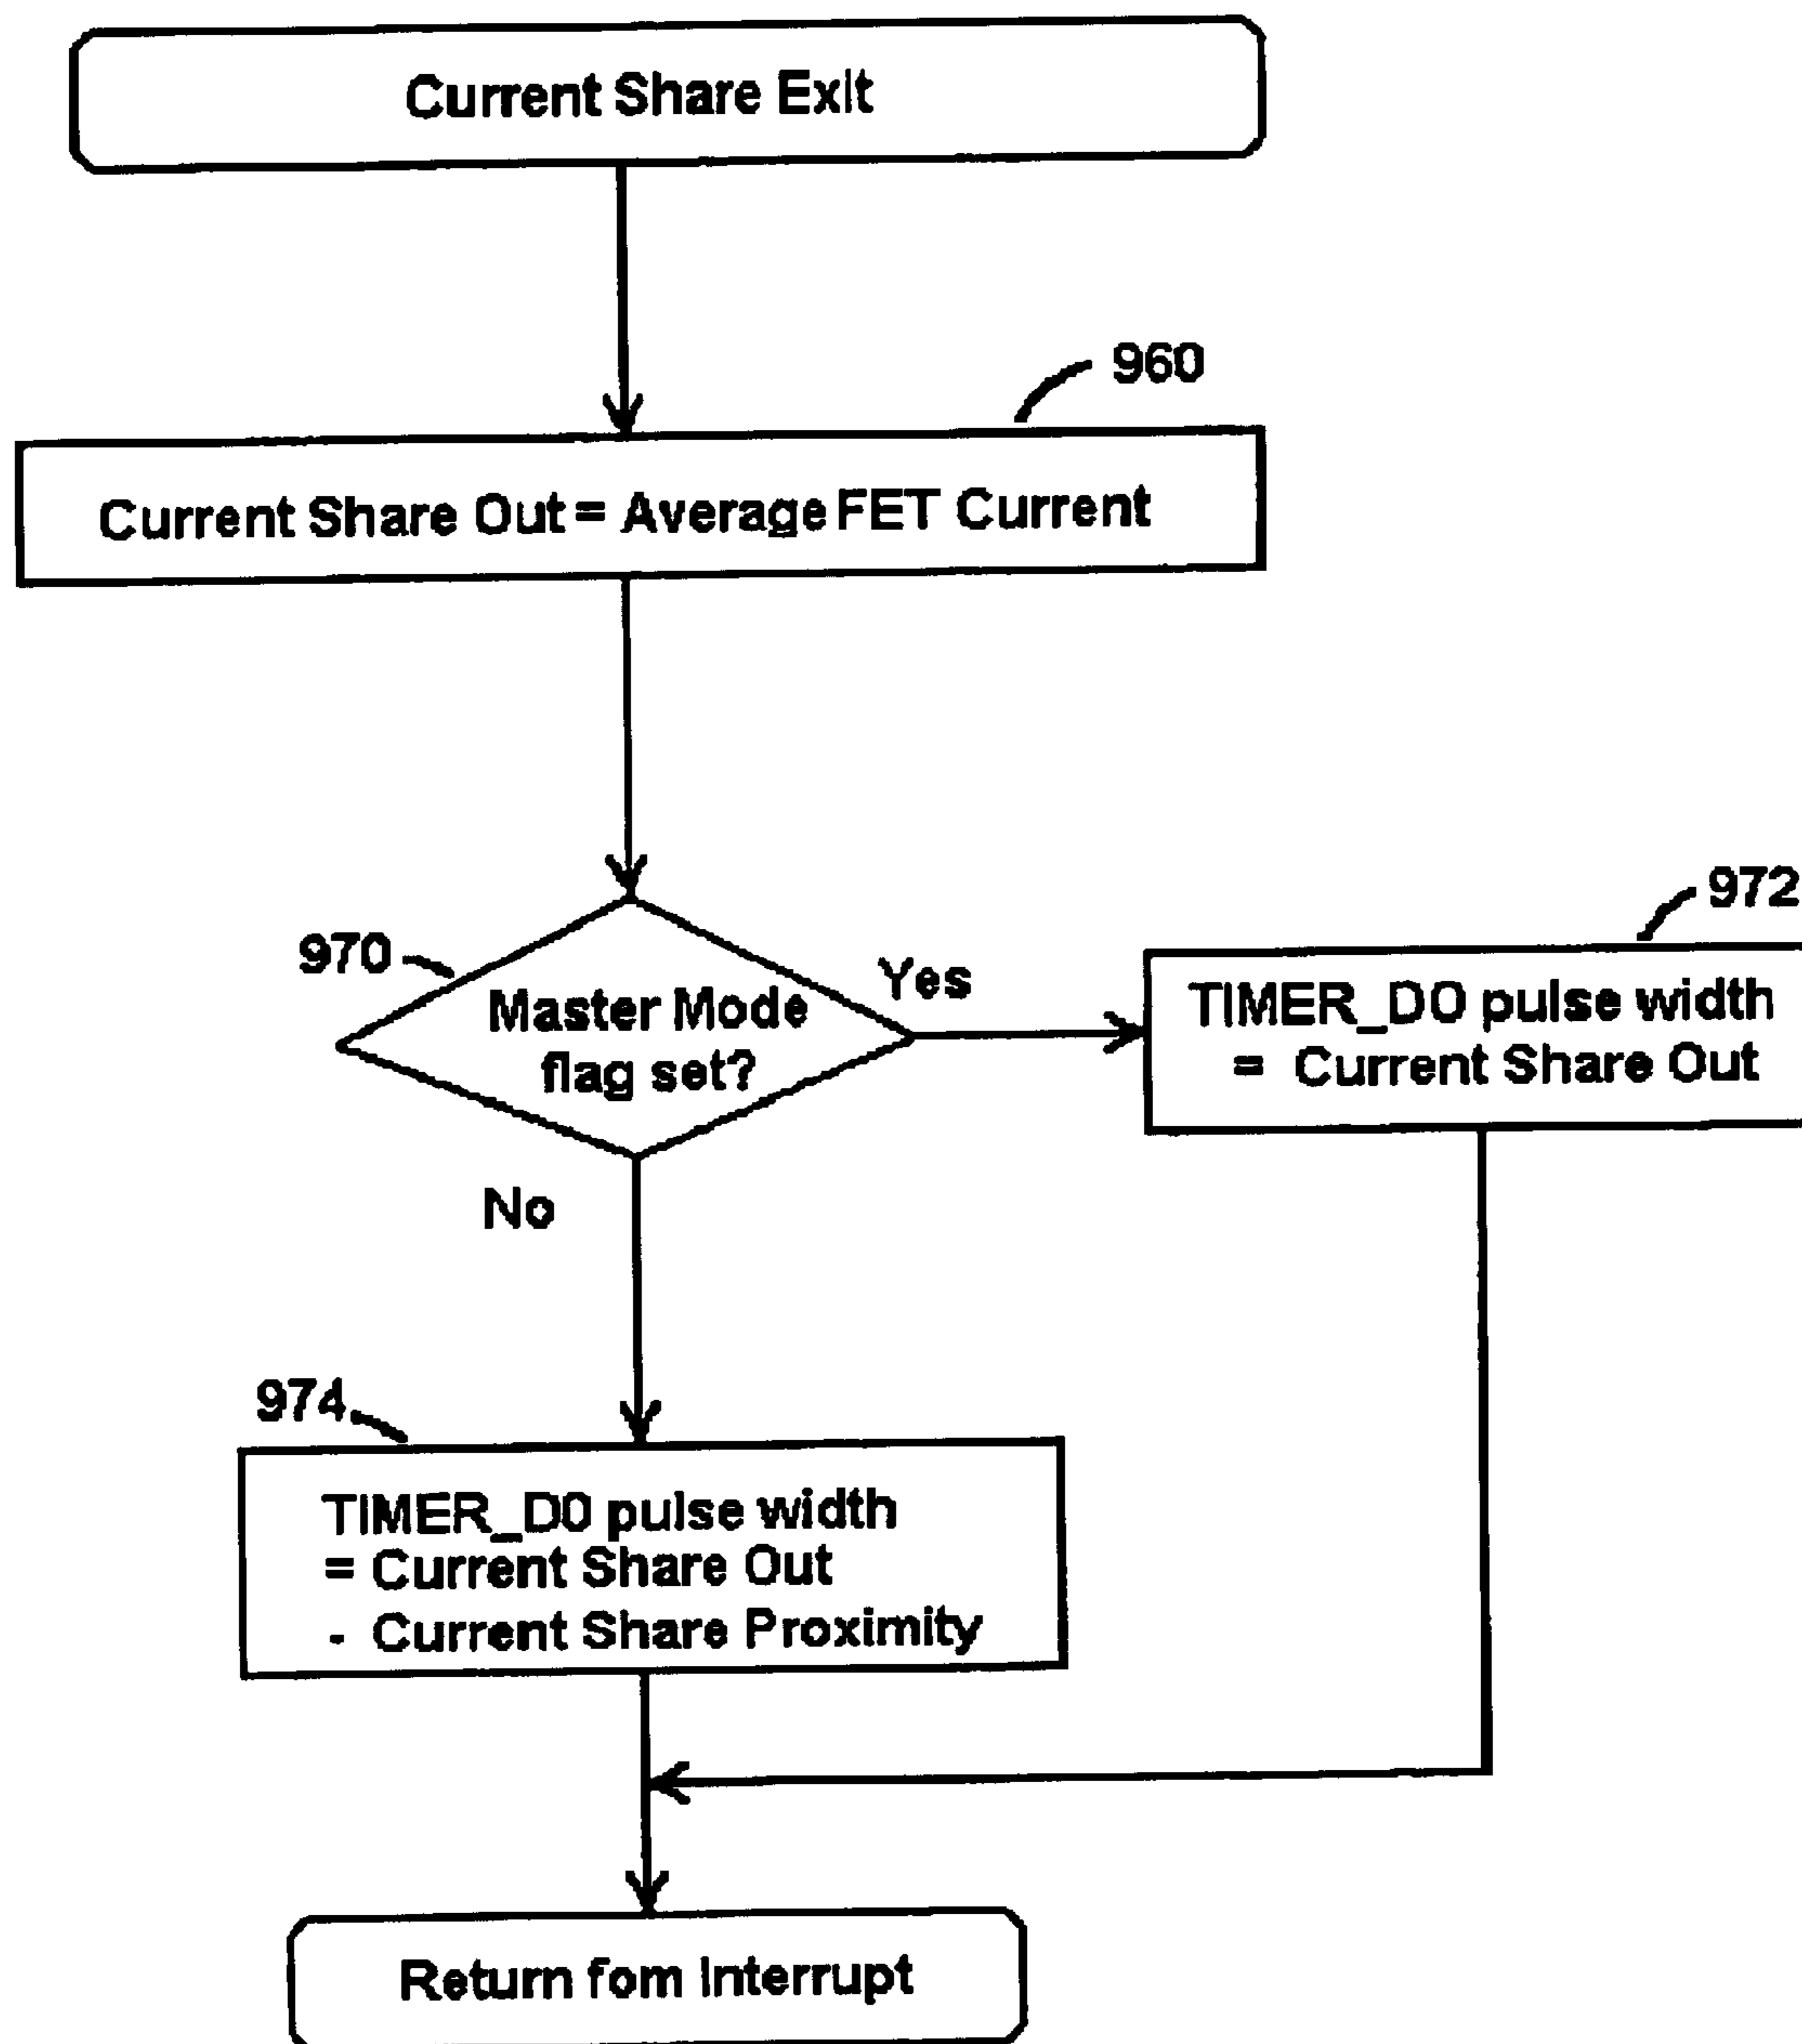 Current Share Exit
960
Current Share Out = Average FET Current
970
Master Mode
flag set?
Yes
972
TIMER_DO pulse width
= Current Share Out
No
974
TIMER_D0 pulse width
= Current Share Out
- Current Share Proximity
Return fom Interrupt